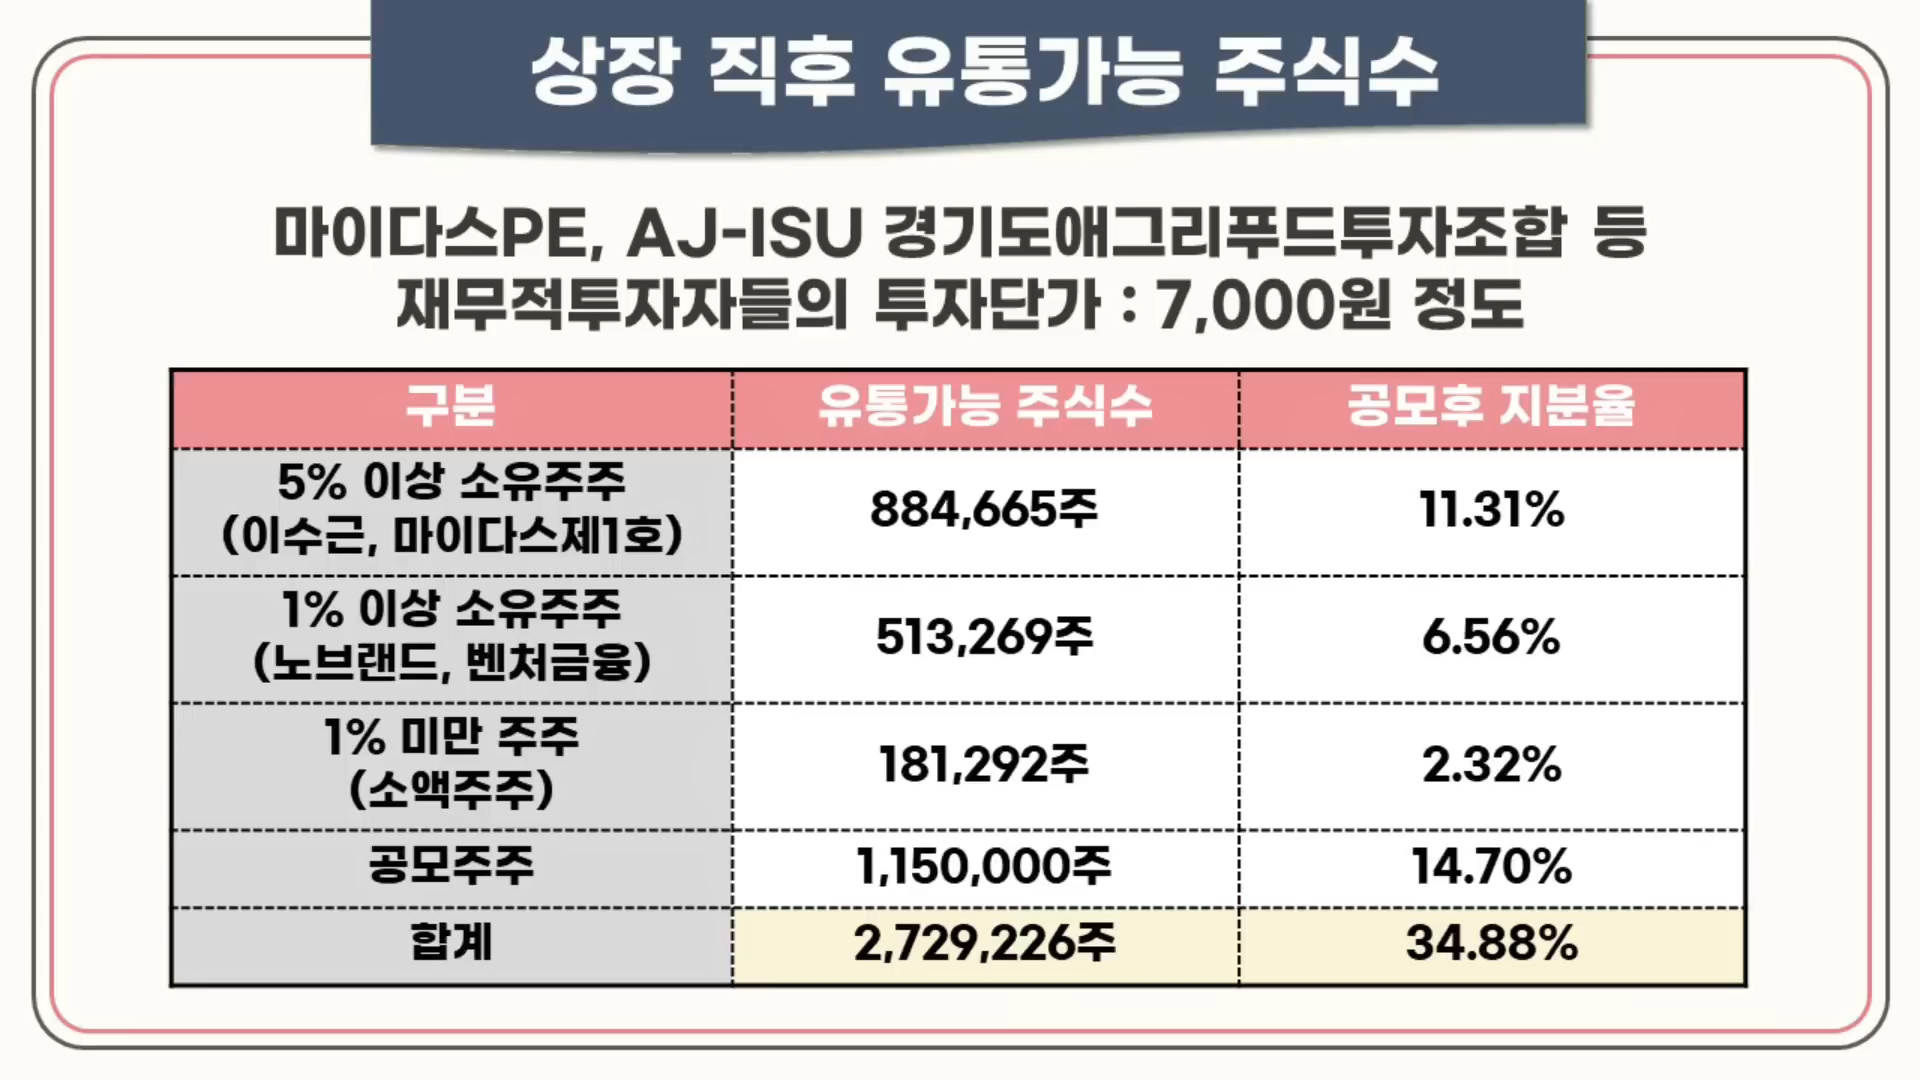 상장 직후 유통가능 주식수
마이다스PE, AJ-ISU 경기도애그리푸드투자조합 등
재무적투자자들의 투자단가 : 7,000원 정도
구분 유통가능 주식수 공모후 지분율
5% 이상 소유주주
(이수근, 마이다스제1호) 884,665주 11.31%
1% 이상 소유주주
(노브랜드, 벤처금융) 513,269주 6.56%
1% 미만 주주
(소액주주) 181,292주 2.32%
공모주주 1,150,000주 14.70%
합계 2,729,226주 34.88%